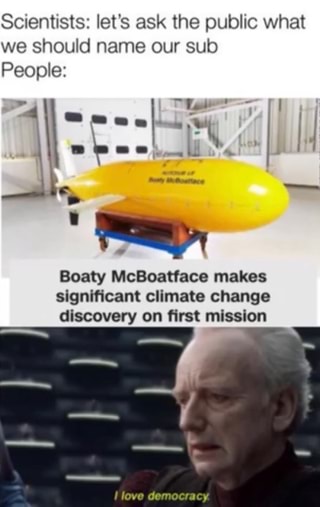 Scientists: let's ask the public what
we should name our sub
People:
Boaty McBoatface
Boaty McBoatface makes
significant climate change
discovery on first mission
I love democracy.